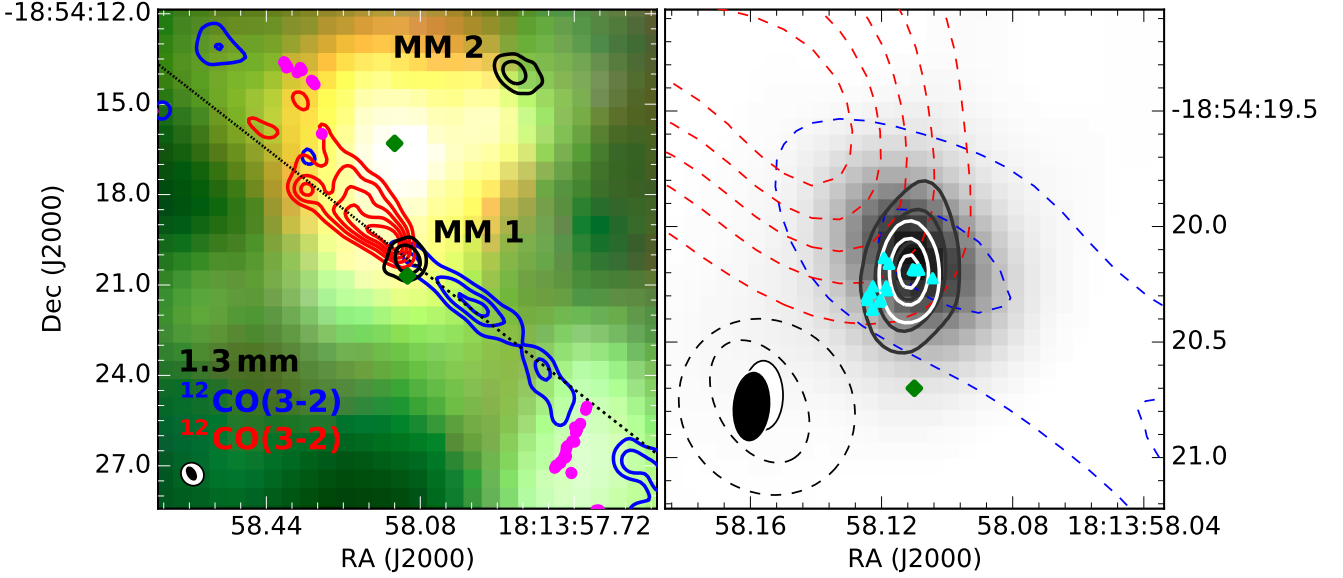 -18:54:12.0
15.0
18.0
21.0
24.0
27.0
Dec (J2000)
MM 2
MM 1
1.3 mm
¹²CO(3-2)
¹²CO(3-2)
58.44
58.08
18:13:57.72
RA (J2000)
-18:54:19.5
20.0
20.5
21.0
58.16
58.12
58.08
18:13:58.04
RA (J2000)